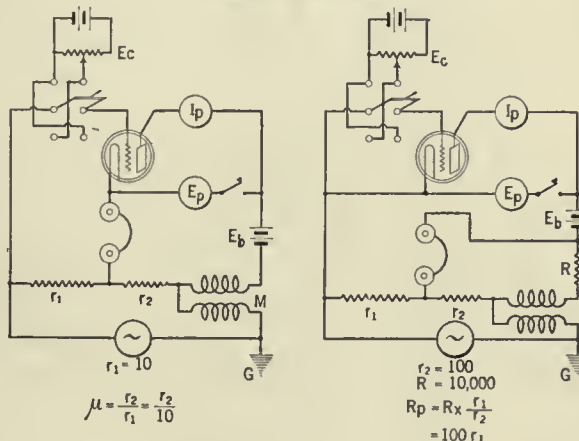 Ec
Ip
Ep
Eb
r₁
r₂
M
r₁ = 10
G
μ = r₂/r₁ = r₂/10
Ec
Ip
Ep
Eb
R
r₁
r₂
r₂ = 100
R = 10,000
G
Rp = R x r₁/r₂
= 100 r₁